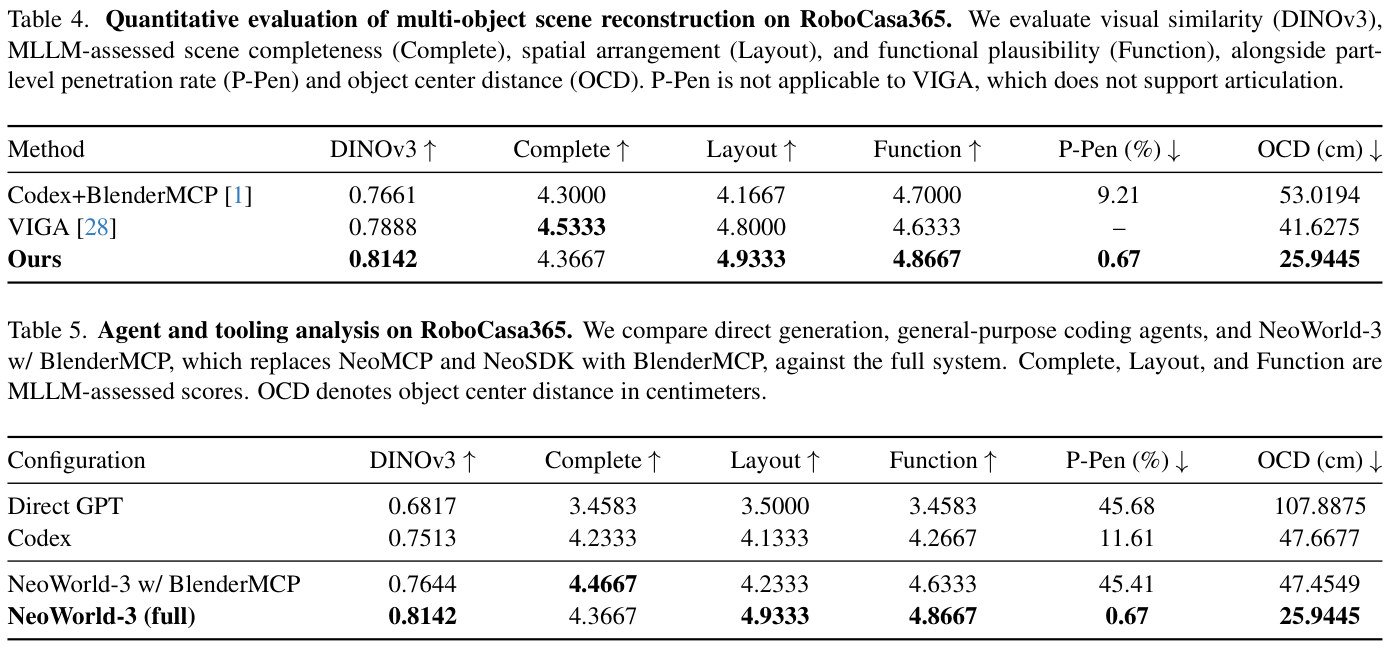 Table 4. Quantitative evaluation of multi-object scene reconstruction on RoboCasa365. We evaluate visual similarity (DINOv3),
MLLM-assessed scene completeness (Complete), spatial arrangement (Layout), and functional plausibility (Function), alongside part-
level penetration rate (P-Pen) and object center distance (OCD). P-Pen is not applicable to VIGA, which does not support articulation.
Method DINOv3 ↑ Complete ↑ Layout ↑ Function ↑ P-Pen (%) ↓ OCD (cm) ↓
Codex+BlenderMCP [1] 0.7661 4.3000 4.1667 4.7000 9.21 53.0194
VIGA [28] 0.7888 4.5333 4.8000 4.6333 – 41.6275
Ours 0.8142 4.3667 4.9333 4.8667 0.67 25.9445
Table 5. Agent and tooling analysis on RoboCasa365. We compare direct generation, general-purpose coding agents, and NeoWorld-3
w/ BlenderMCP, which replaces NeoMCP and NeoSDK with BlenderMCP, against the full system. Complete, Layout, and Function are
MLLM-assessed scores. OCD denotes object center distance in centimeters.
Configuration DINOv3 ↑ Complete ↑ Layout ↑ Function ↑ P-Pen (%) ↓ OCD (cm) ↓
Direct GPT 0.6817 3.4583 3.5000 3.4583 45.68 107.8875
Codex 0.7513 4.2333 4.1333 4.2667 11.61 47.6677
NeoWorld-3 w/ BlenderMCP 0.7644 4.4667 4.2333 4.6333 45.41 47.4549
NeoWorld-3 (full) 0.8142 4.3667 4.9333 4.8667 0.67 25.9445